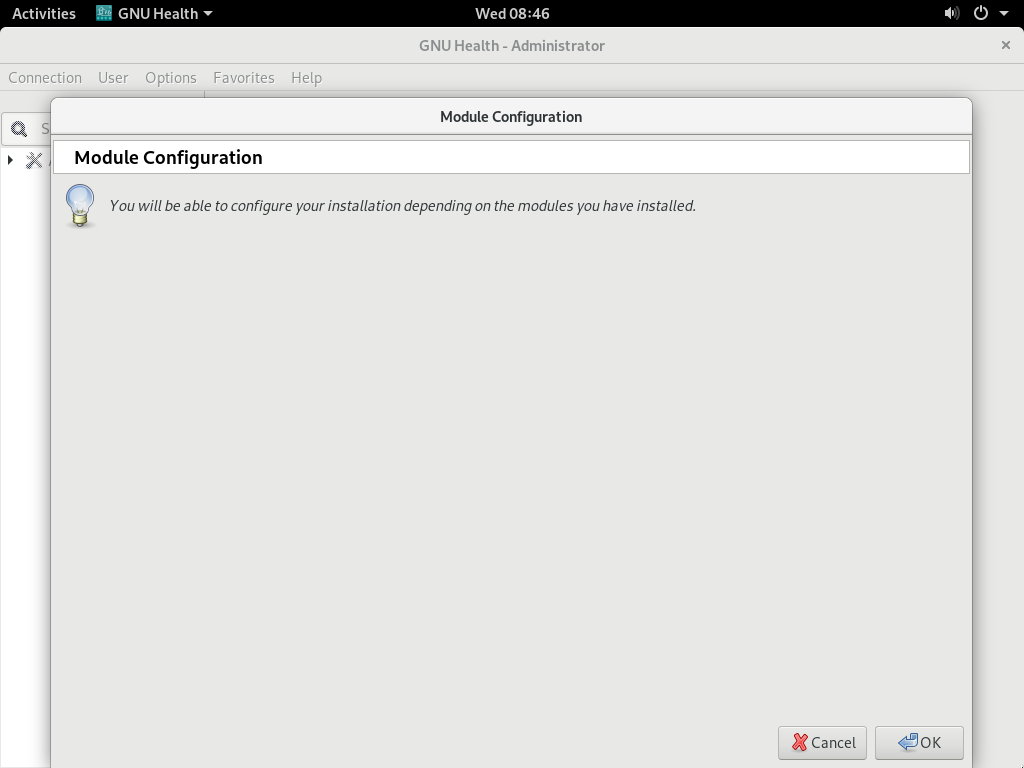 Activities GNU Health Wed 08:46
GNU Health - Administrator
Connection User Options Favorites Help
Module Configuration
S
Module Configuration
You will be able to configure your installation depending on the modules you have installed.
Cancel OK